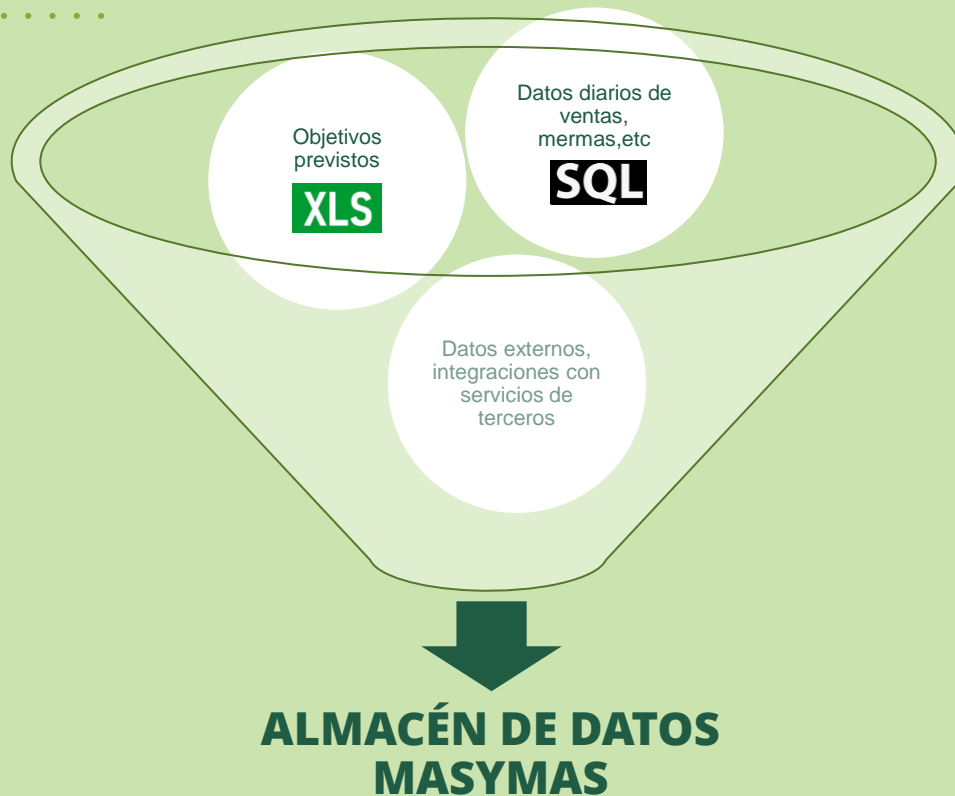 Objetivos
previstos
XLS
Datos diarios de
ventas,
mermas,etc
SQL
Datos externos,
integraciones con
servicios de
terceros
ALMACÉN DE DATOS
MASYMAS